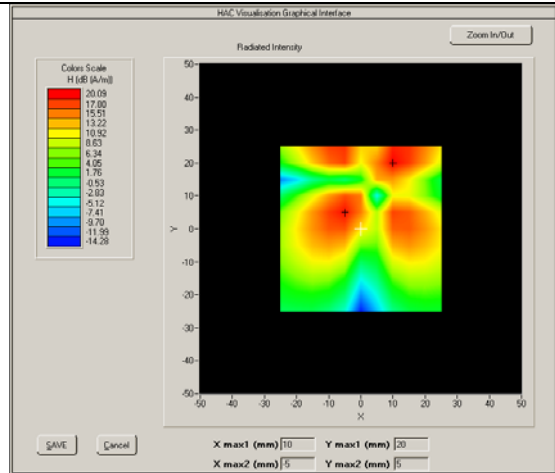 HAC Visualisation Graphical Interface
Zoom In/Out
Radiated Intensity
Colors Scale
H (dB (A/m))
20.09
17.80
15.51
13.22
10.92
8.63
6.34
4.05
1.76
-0.53
-2.83
-5.12
-7.41
-9.70
-11.99
-14.28
50
40
30
20
10
0
-10
-20
-30
-40
-50
Y
-50 -40 -30 -20 -10 0 10 20 30 40 50
X
SAVE Cancel
X max1 (mm) 10 Y max1 (mm) 20
X max2 (mm) -5 Y max2 (mm) 5